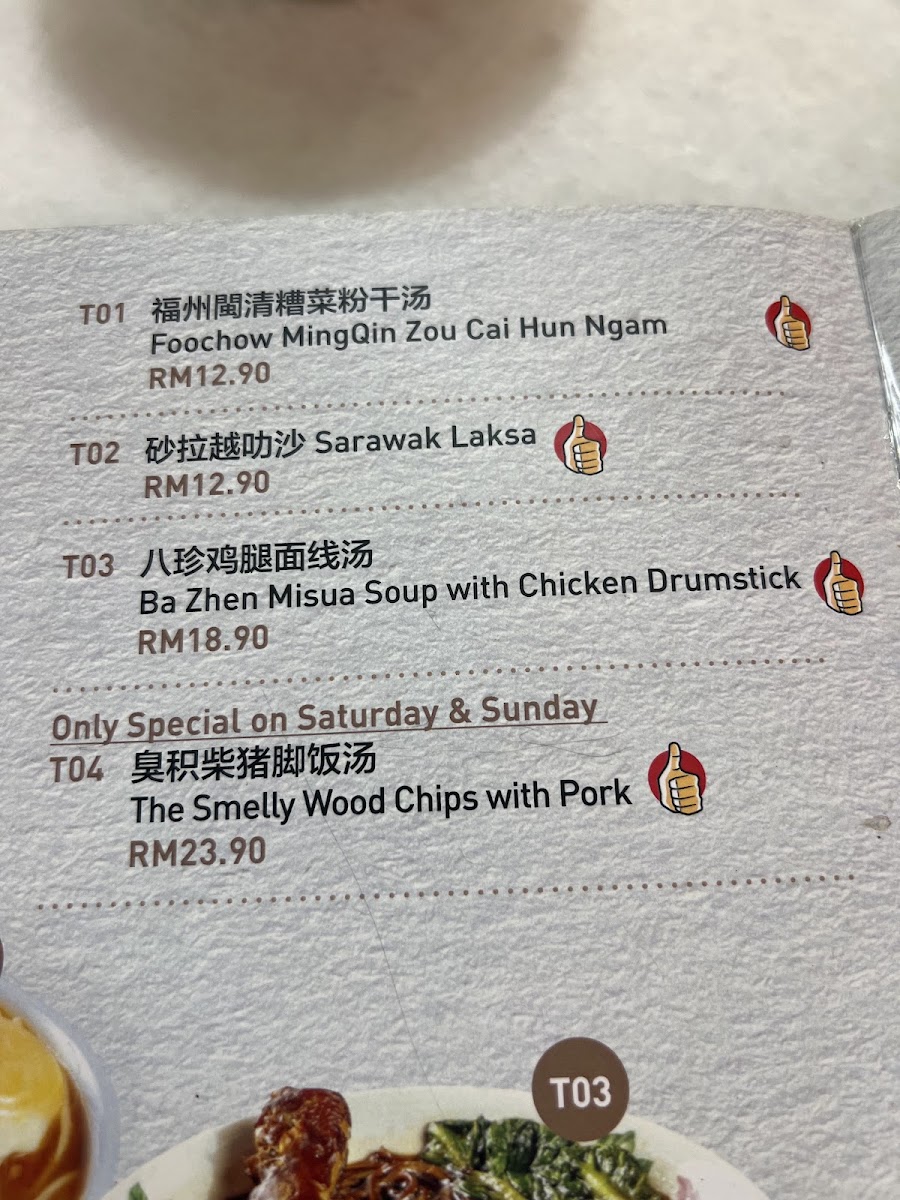 T01 福州閩清糟菜粉干汤
Foochow MingQin Zou Cai Hun Ngam
RM12.90
T02 砂拉越叻沙 Sarawak Laksa
RM12.90
T03 八珍鸡腿面线汤
Ba Zhen Misua Soup with Chicken Drumstick
RM18.90
Only Special on Saturday & Sunday
T04 臭积柴猪脚饭汤
The Smelly Wood Chips with Pork
RM23.90
T03